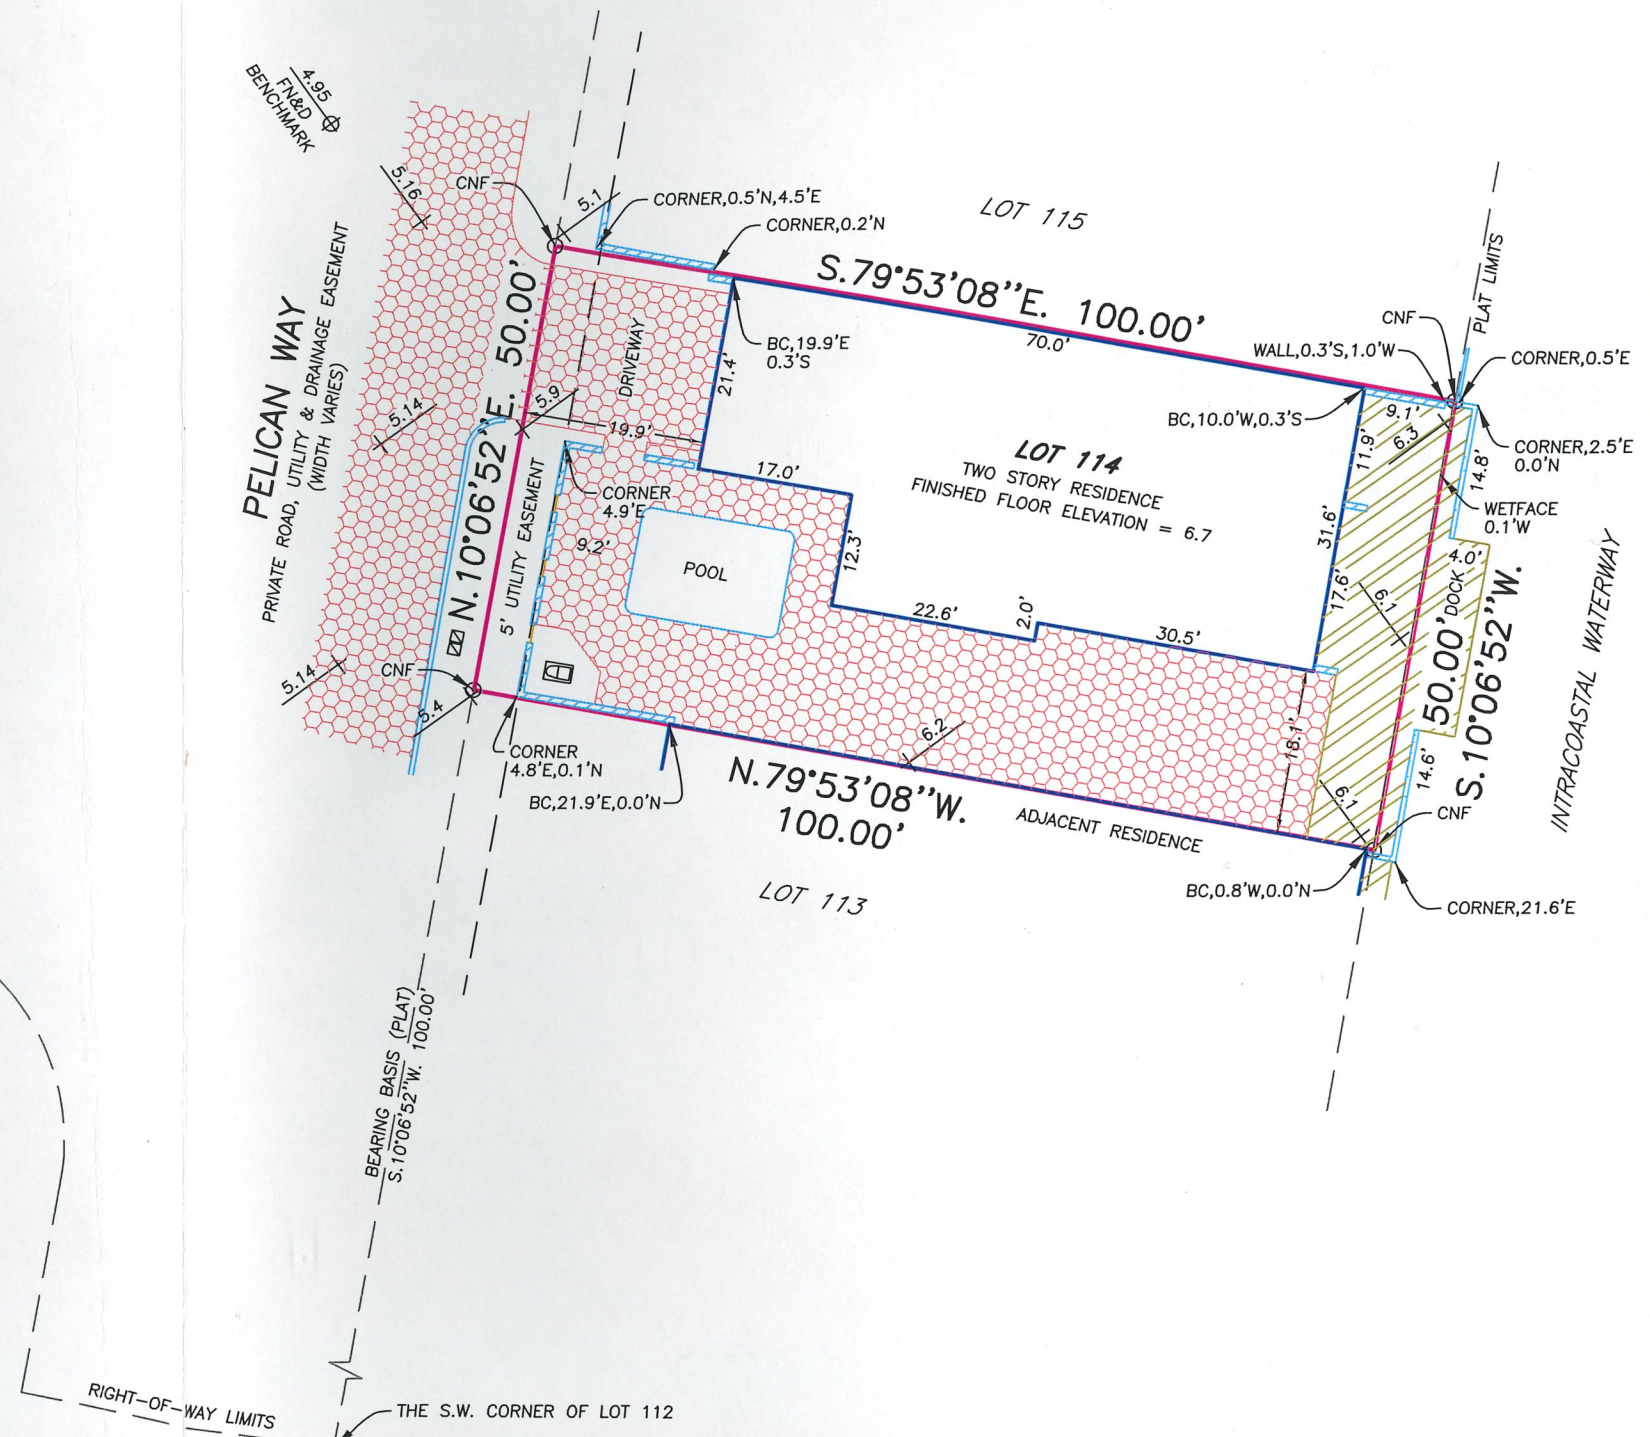 4.95
FN&D
BENCHMARK
5.16
CNF
5.1
CORNER,0.5'N,4.5'E
CORNER,0.2'N
LOT 115
S.79°53'08"E. 100.00'
70.0'
PLAT LIMITS
CNF
WALL,0.3'S,1.0'W
CORNER,0.5'E
BC,10.0'W,0.3'S
9.1'
6.3
11.9'
CORNER,2.5'E
0.0'N
14.8'
WETFACE
0.1'W
PELICAN WAY
PRIVATE ROAD, UTILITY & DRAINAGE EASEMENT
(WIDTH VARIES)
5.14
5.14
N.10°06'52"E. 50.00'
DRIVEWAY
21.4'
BC,19.9'E
0.3'S
5.9
19.9'
17.0'
CORNER
4.9'E
9.2'
5' UTILITY EASEMENT
POOL
12.3'
22.6'
2.0'
30.5'
LOT 114
TWO STORY RESIDENCE
FINISHED FLOOR ELEVATION = 6.7
31.6'
17.6'
6.1
4.0'
DOCK
50.00'
S.10°06'52"W.
INTRACOASTAL WATERWAY
CNF
5.4
CORNER
4.8'E,0.1'N
BC,21.9'E,0.0'N
6.2
18.1'
6.1
14.6'
CNF
N.79°53'08"W.
100.00'
ADJACENT RESIDENCE
BC,0.8'W,0.0'N
CORNER,21.6'E
LOT 113
BEARING BASIS (PLAT)
S.10°06'52"W. 100.00'
RIGHT-OF-WAY LIMITS
THE S.W. CORNER OF LOT 112